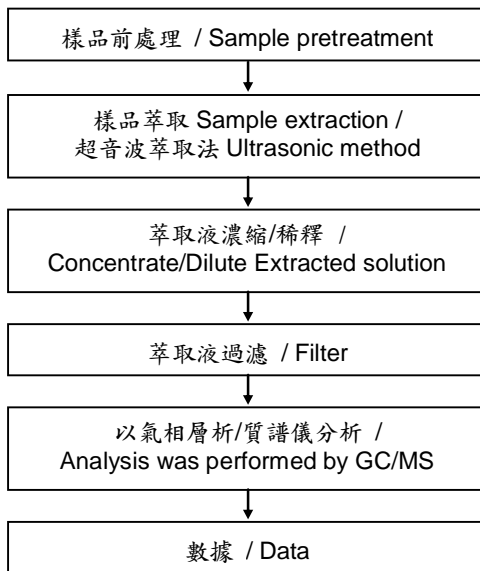 樣品前處理 / Sample pretreatment
樣品萃取 Sample extraction /
超音波萃取法 Ultrasonic method
萃取液濃縮/稀釋 /
Concentrate/Dilute Extracted solution
萃取液過濾 / Filter
以氣相層析/質譜儀分析 /
Analysis was performed by GC/MS
數據 / Data